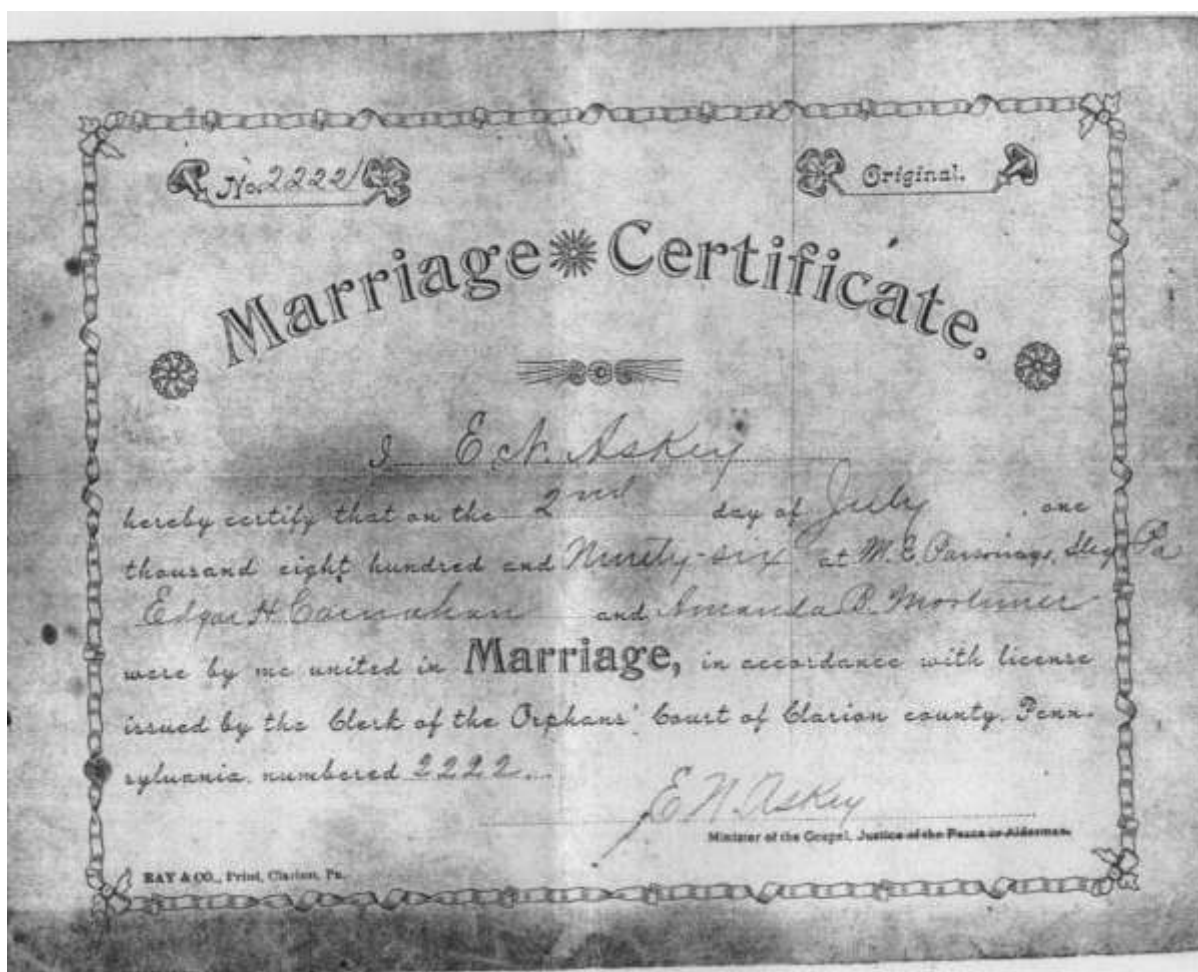 No. 2222
Original.
Marriage Certificate.
I E. N. Askey
hereby certify that on the 2nd day of July, one
thousand eight hundred and Ninety-six at M. E. Parsonage, Pa
Edgar H. Carnahan and Amanda B. Mortimer
were by me united in Marriage, in accordance with license
issued by the Clerk of the Orphans' Court of Clarion county, Penn-
sylvania, numbered 2222..
E. N. Askey
Minister of the Gospel, Justice of the Peace or Alderman.
RAY & CO., Print, Clarion, Pa.